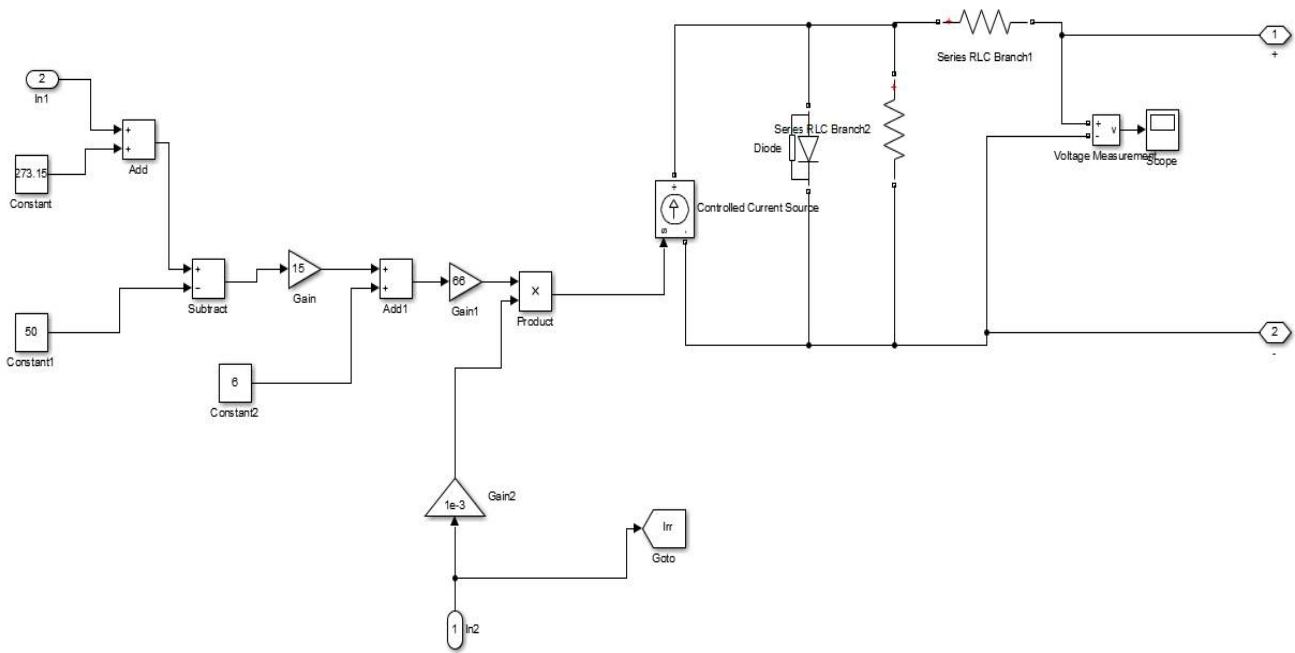 1
+
Series RLC Branch1
2
In1
+
+
Add
Series RLC Branch2
+
-
v
Diode
Voltage Measurement
Scope
273.15
Constant
+
Controlled Current Source
s
-
+
−
Subtract
15
Gain
+
+
Add1
66
Gain1
X
Product
50
Constant1
2
-
6
Constant2
1e-3
Gain2
Irr
Goto
1
In2